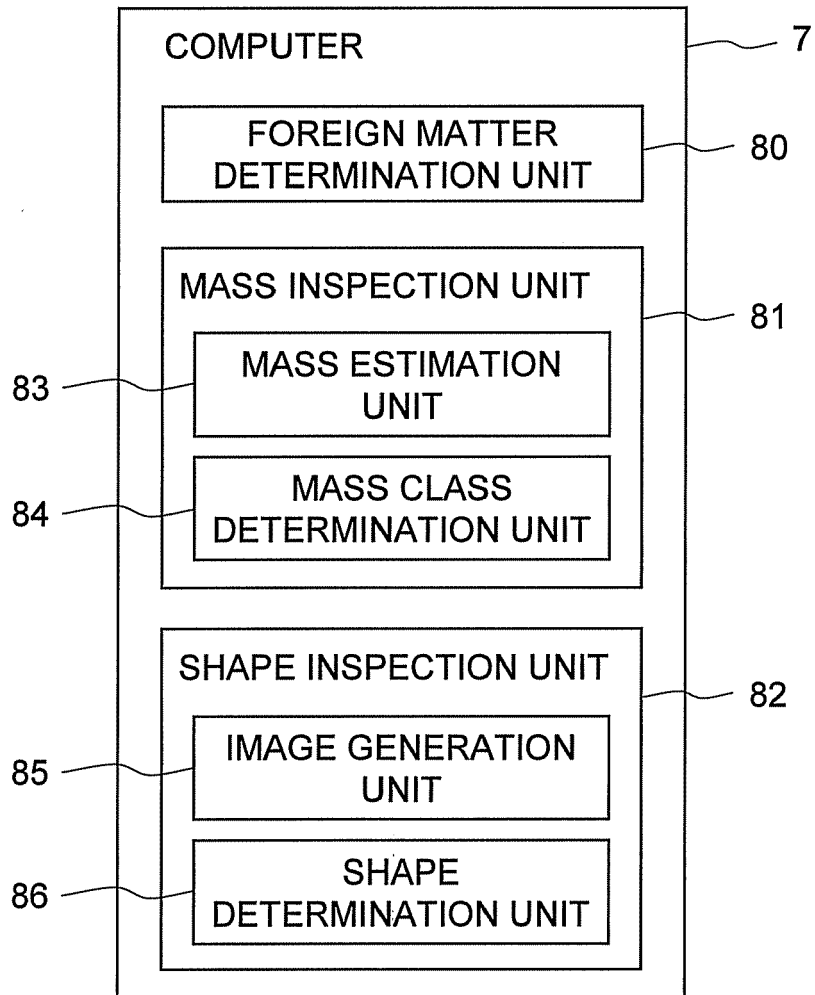 COMPUTER
7
FOREIGN MATTER
DETERMINATION UNIT
80
MASS INSPECTION UNIT
81
MASS ESTIMATION
UNIT
83
MASS CLASS
DETERMINATION UNIT
84
SHAPE INSPECTION UNIT
82
IMAGE GENERATION
UNIT
85
SHAPE
DETERMINATION UNIT
86